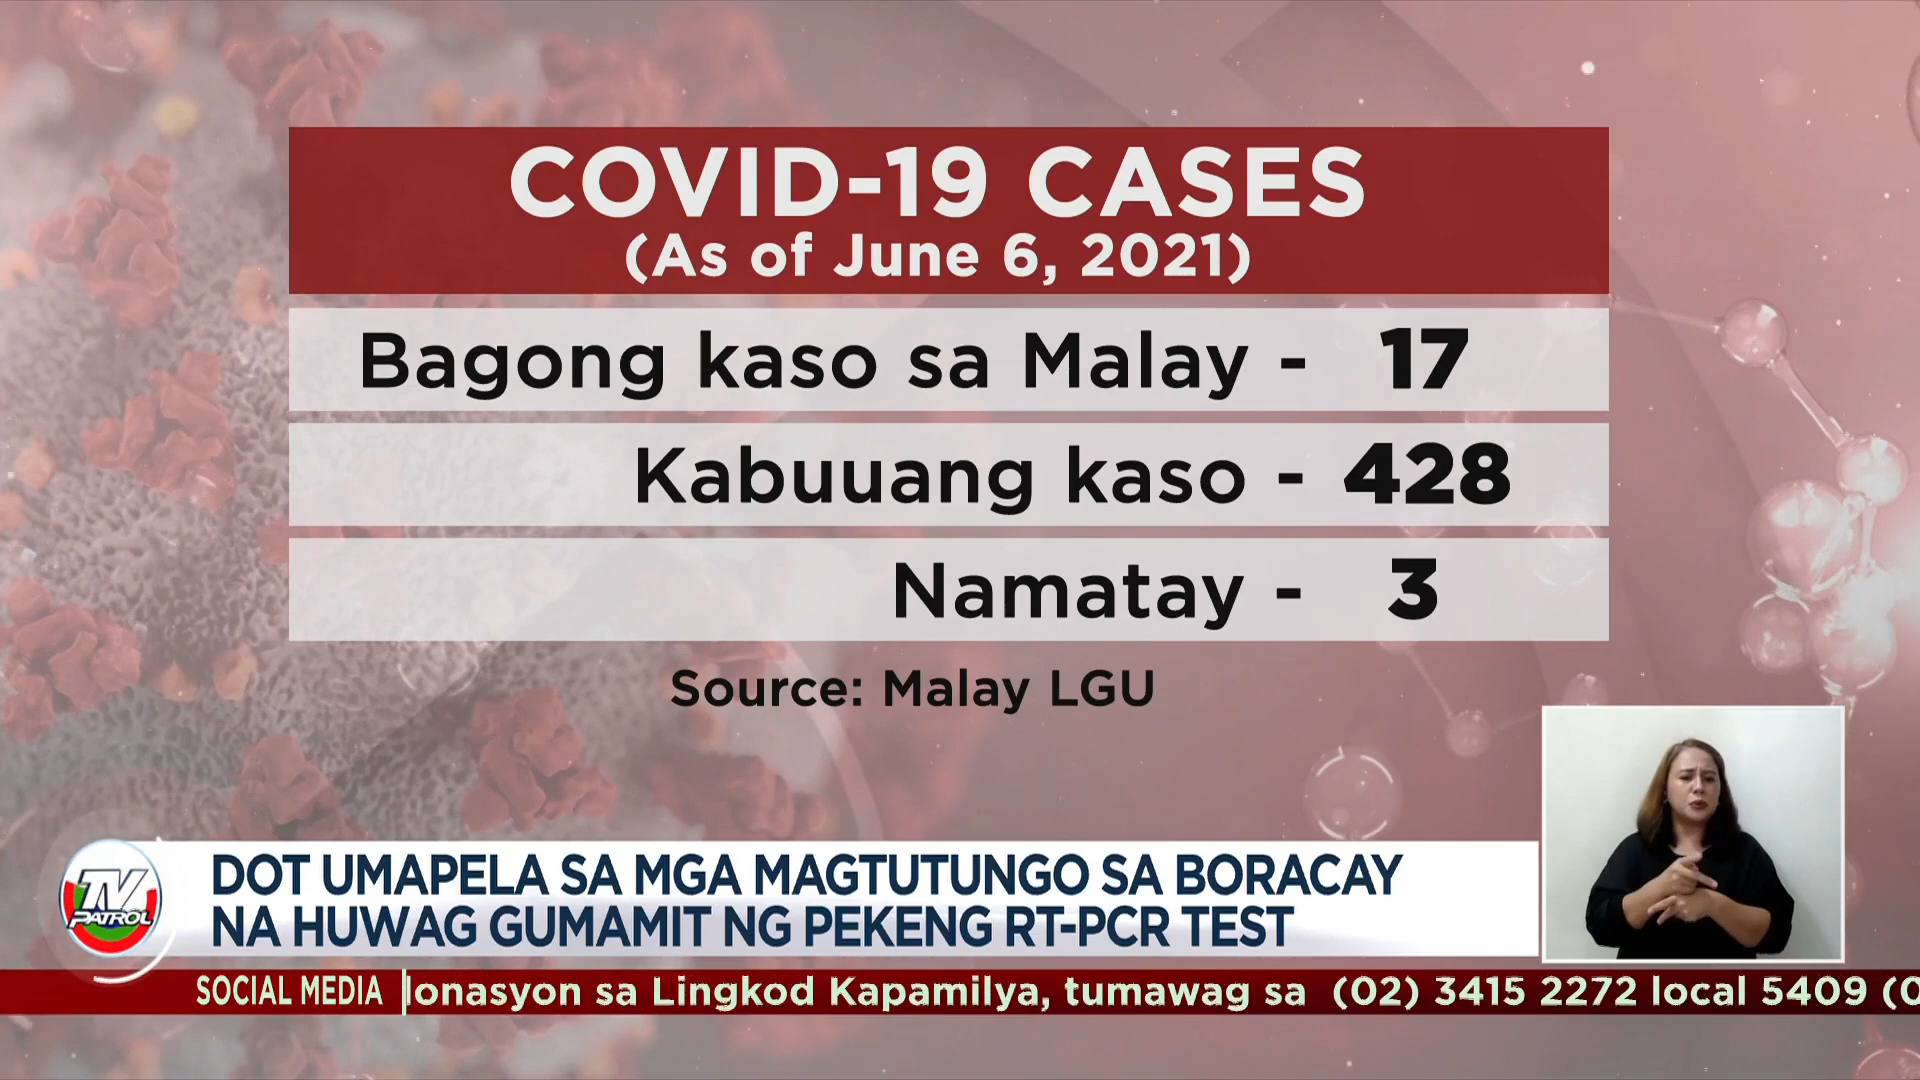 COVID-19 CASES
(As of June 6, 2021)
Bagong kaso sa Malay - 17
Kabuuang kaso - 428
Namatay - 3
Source: Malay LGU
TV PATROL
DOT UMAPELA SA MGA MAGTUTUNGO SA BORACAY
NA HUWAG GUMAMIT NG PEKENG RT-PCR TEST
SOCIAL MEDIA lonasyon sa Lingkod Kapamilya, tumawag sa (02) 3415 2272 local 5409 (0